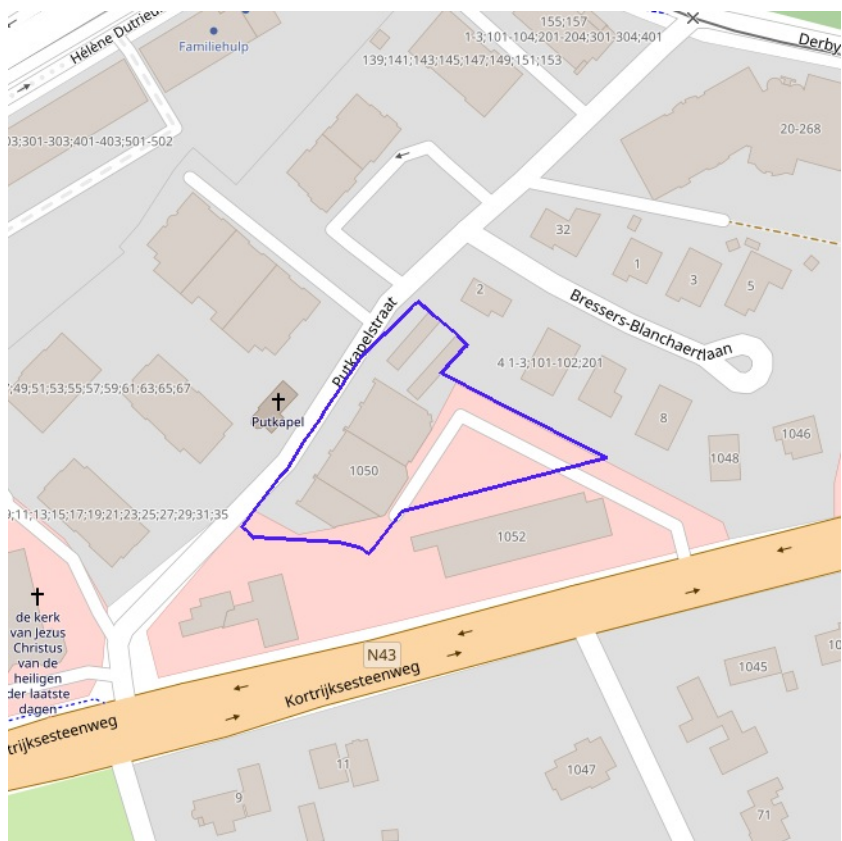 Hélène Dutrieu
Familiehulp
155;157
1-3;101-104;201-204;301-304;401
139;141;143;145;147;149;151;153
Derby
03;301-303;401-403;501-502
20-268
32
1
3
5
2
Bressers-Blanchaertlaan
Putkapelstraat
4 1-3;101-102;201
7;49;51;53;55;57;59;61;63;65;67
Putkapel
8
1046
1048
1050
9;11;13;15;17;19;21;23;25;27;29;31;35
1052
de kerk
van Jezus
Christus
van de
heiligen
der laatste
dagen
N43
Kortrijksesteenweg
trijksesteenweg
1045
10
11
1047
9
71